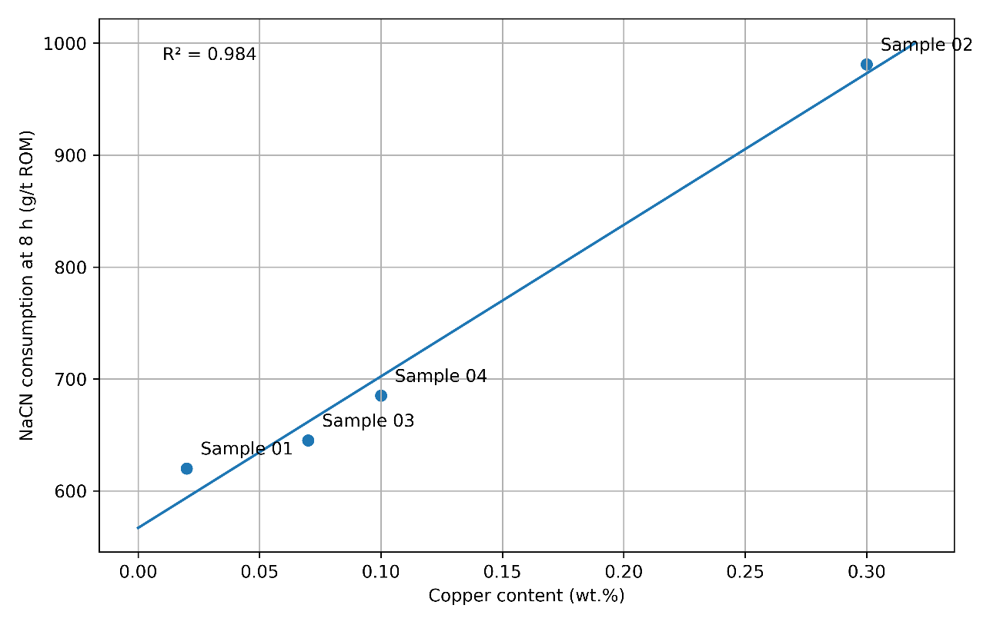 1000
R² = 0.984
Sample 02
900
800
700
Sample 04
Sample 03
Sample 01
600
NaCN consumption at 8 h (g/t ROM)
0.00 0.05 0.10 0.15 0.20 0.25 0.30
Copper content (wt.%)